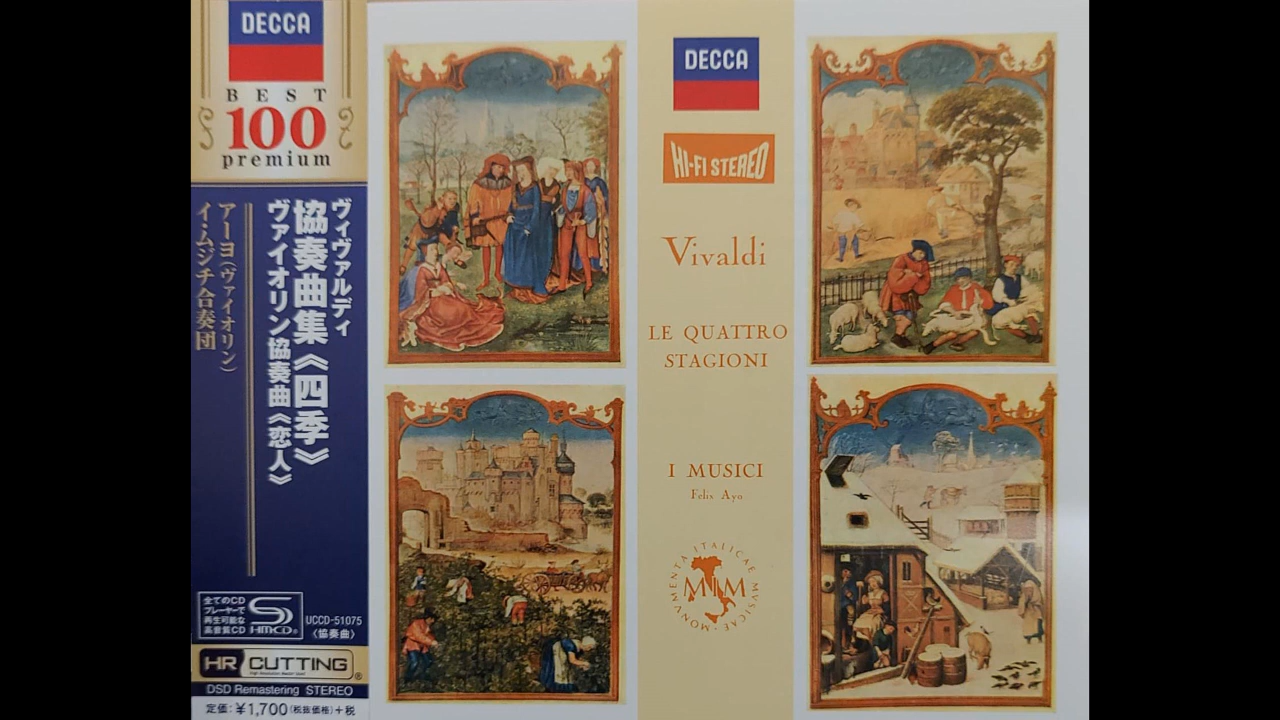 DECCA
BEST
100
premium
ヴィヴァルディ
協奏曲集《四季》
ヴァイオリン協奏曲《恋人》
アーヨ(ヴァイオリン)
イ・ムジチ合奏団
全てのCD
プレーヤーで
再生可能な
高音質CD
SHM-CD
UCCD-51075
〈協奏曲〉
HR CUTTING
DSD Remastering STEREO
定価:¥1,700(税抜価格)+税
DECCA
HI-FI STEREO
Vivaldi
LE QUATTRO
STAGIONI
I MUSICI
Felix Ayo
MONVMENTA ITALICAE MVSICAE
MIM